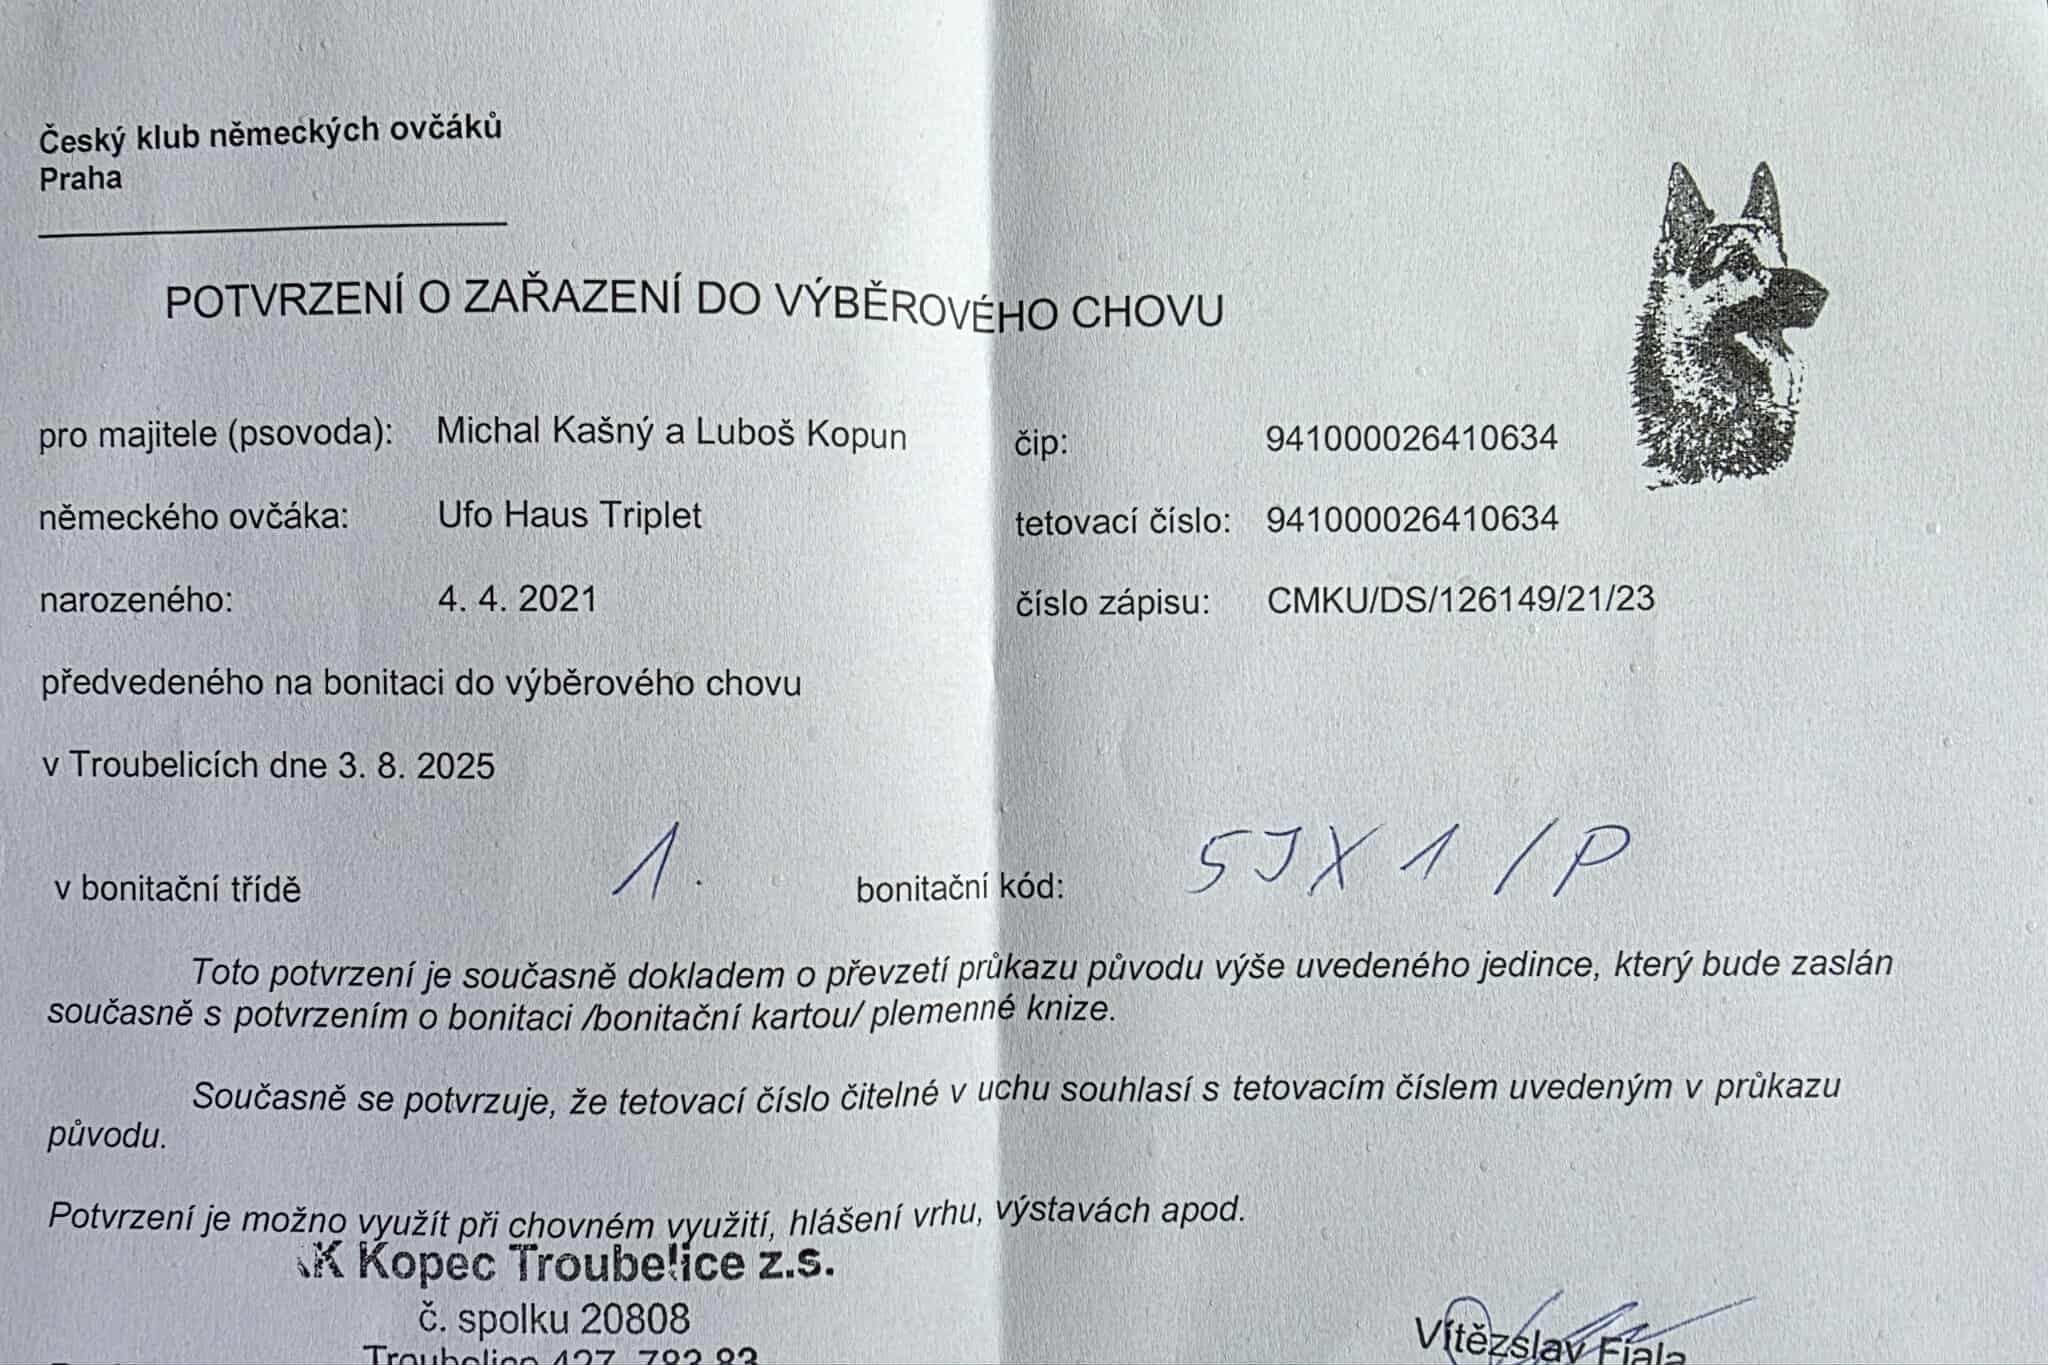 Český klub německých ovčáků
Praha
POTVRZENÍ O ZAŘAZENÍ DO VÝBĚROVÉHO CHOVU
pro majitele (psovoda): Michal Kašný a Luboš Kopun čip: 941000026410634
německého ovčáka: Ufo Haus Triplet tetovací číslo: 941000026410634
narozeného: 4. 4. 2021 číslo zápisu: CMKU/DS/126149/21/23
předvedeného na bonitaci do výběrového chovu
v Troubelicích dne 3. 8. 2025
v bonitační třídě 1. bonitační kód: 5JX1/P
Toto potvrzení je současně dokladem o převzetí průkazu původu výše uvedeného jedince, který bude zaslán
současně s potvrzením o bonitaci /bonitační kartou/ plemenné knize.
Současně se potvrzuje, že tetovací číslo čitelné v uchu souhlasí s tetovacím číslem uvedeným v průkazu
původu.
Potvrzení je možno využít při chovném využití, hlášení vrhu, výstavách apod.
Kopec Troubelice z.s.
č. spolku 20808
Troubelice 427, 783 83
Vítězslav Fiala